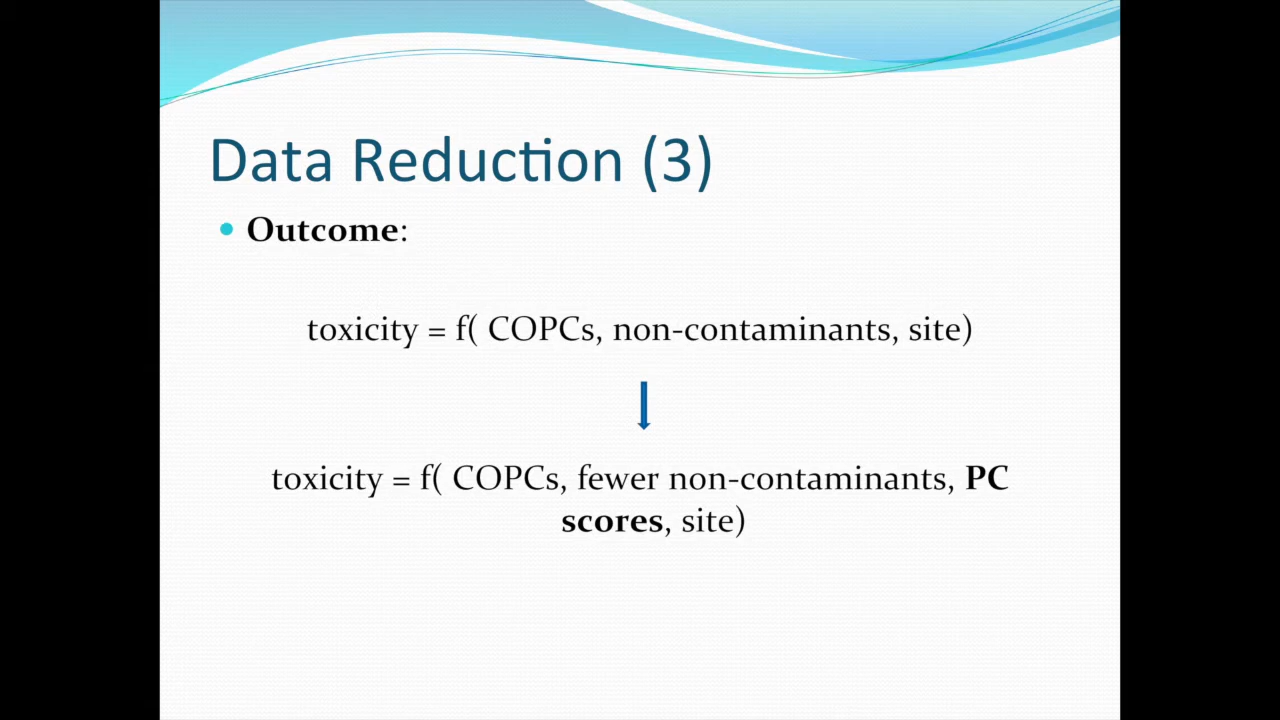 Data Reduction (3)
Outcome:
toxicity = f( COPCs, non-contaminants, site)
toxicity = f( COPCs, fewer non-contaminants, PC
scores, site)